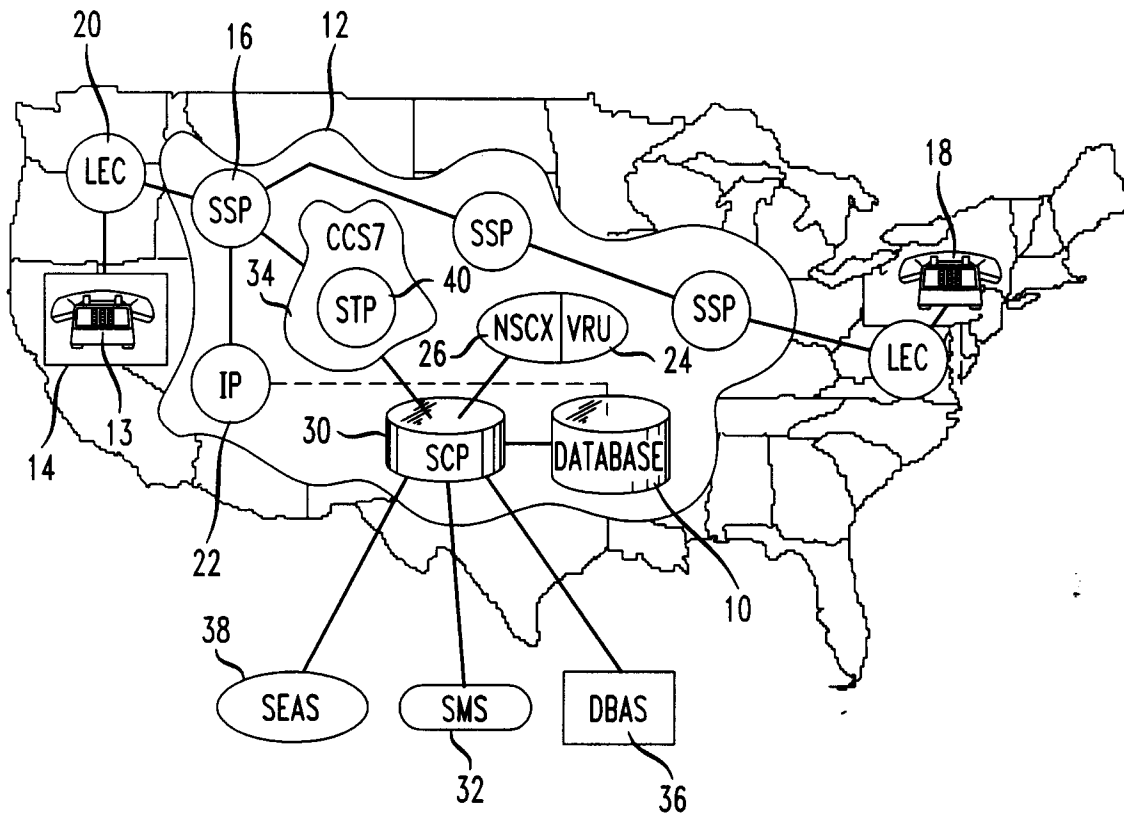 20
16
12
18
LEC
SSP
CCS7
SSP
34
STP
40
SSP
NSCX
VRU
26
24
LEC
IP
14
13
30
SCP
DATABASE
22
10
38
SEAS
SMS
DBAS
32
36